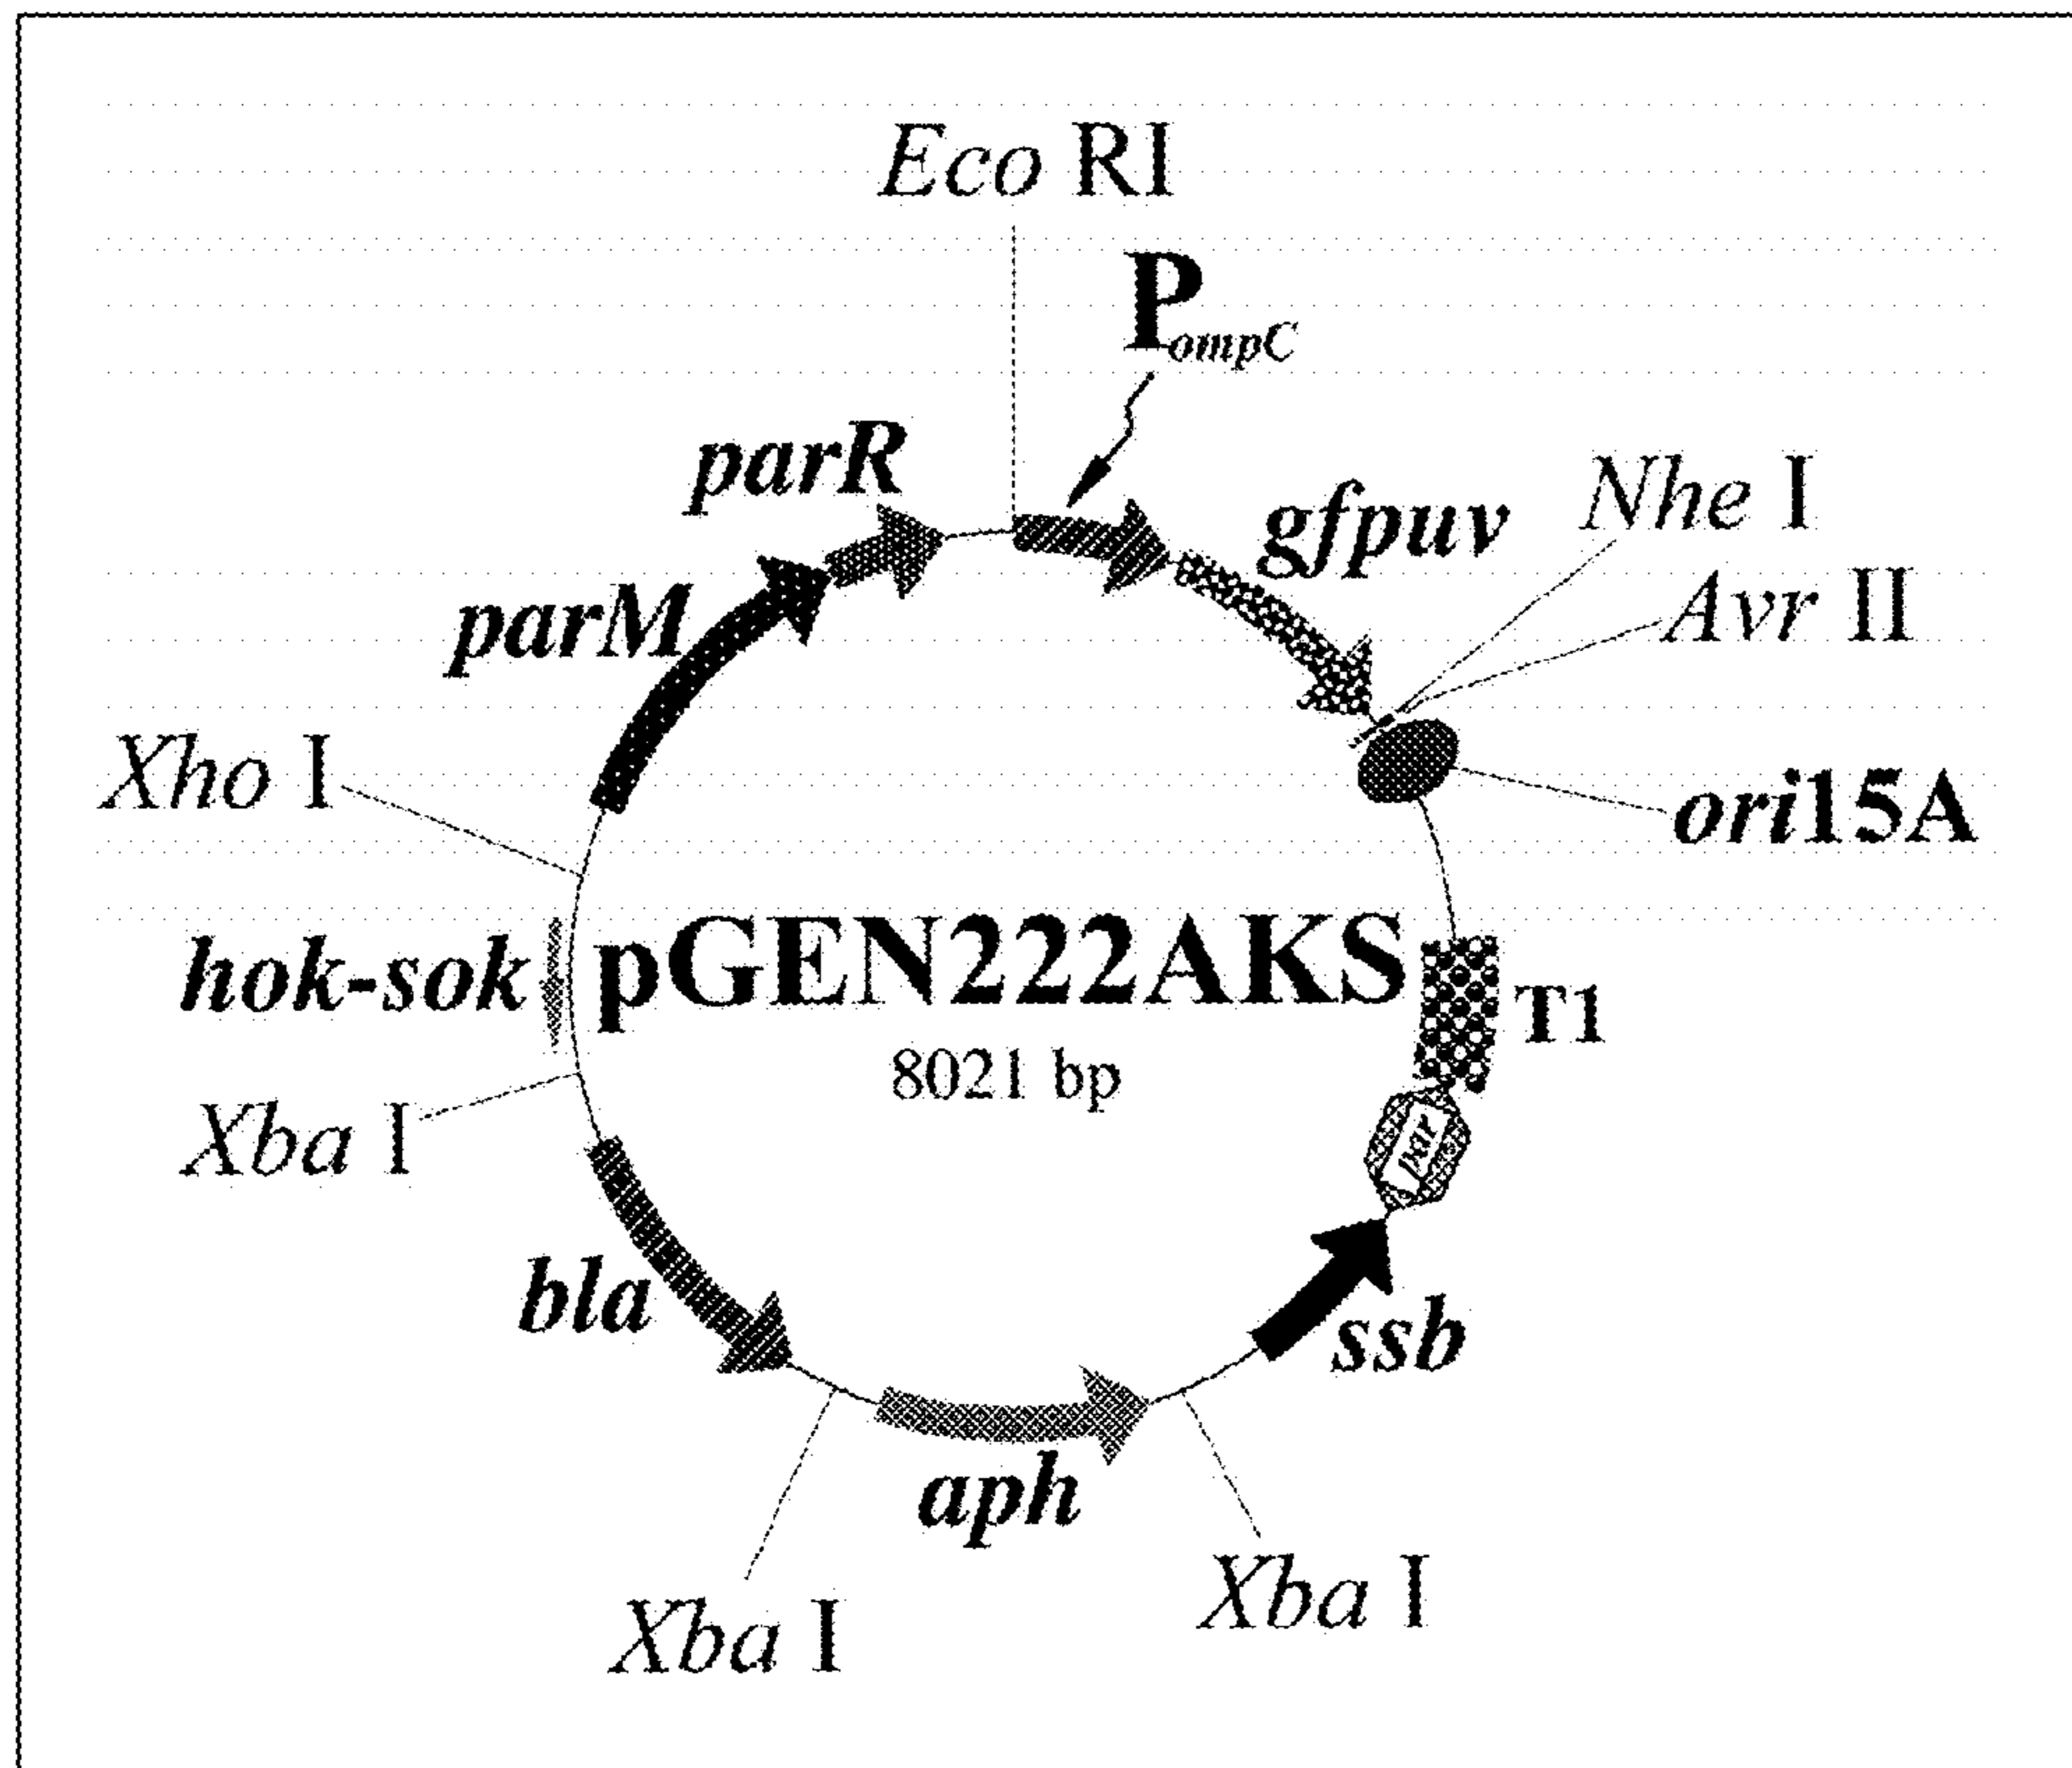 Eco RI
PompC
parR
gfpuv
Nhe I
Avr II
parM
Xho I
ori15A
hok-sok
pGEN222AKS
8021 bp
T1
Xba I
par
bla
ssb
aph
Xba I
Xba I